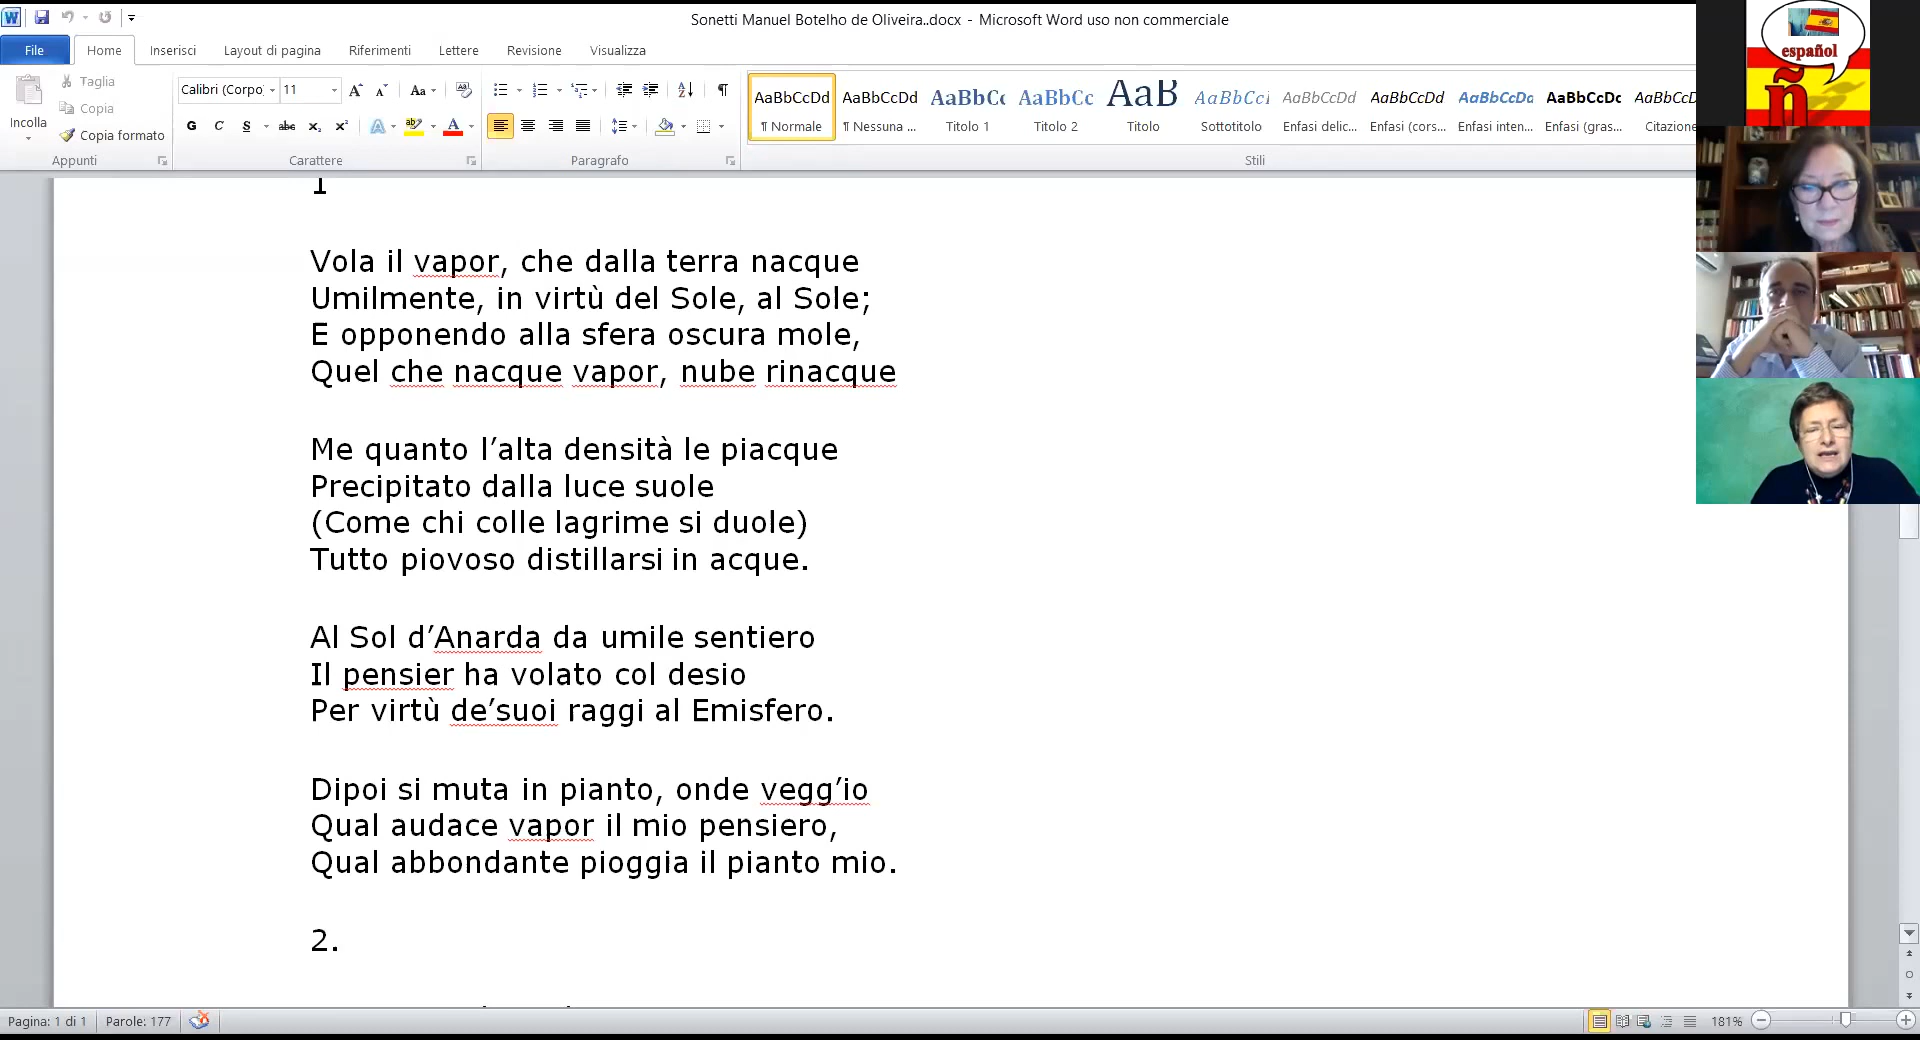 Sonetti Manuel Botelho de Oliveira..docx - Microsoft Word uso non commerciale
File Home Inserisci Layout di pagina Riferimenti Lettere Revisione Visualizza
Incolla
Taglia
Copia
Copia formato
Appunti
Calibri (Corpo) 11
G C S abc x₂ x² A ab A
Aa
Carattere
Paragrafo
AaBbCcDd AaBbCcDd AaBbCc AaBbCc AaB AaBbCcI AaBbCcDd AaBbCcDd AaBbCcDd AaBbCcDc AaBbCcD
¶ Normale ¶ Nessuna ... Titolo 1 Titolo 2 Titolo Sottotitolo Enfasi delic... Enfasi (cors... Enfasi inten... Enfasi (gras... Citazione
Stili
español
ñ
1
Vola il vapor, che dalla terra nacque
Umilmente, in virtù del Sole, al Sole;
E opponendo alla sfera oscura mole,
Quel che nacque vapor, nube rinacque
Me quanto l’alta densità le piacque
Precipitato dalla luce suole
(Come chi colle lagrime si duole)
Tutto piovoso distillarsi in acque.
Al Sol d’Anarda da umile sentiero
Il pensier ha volato col desio
Per virtù de’suoi raggi al Emisfero.
Dipoi si muta in pianto, onde vegg’io
Qual audace vapor il mio pensiero,
Qual abbondante pioggia il pianto mio.
2.
Pagina: 1 di 1 Parole: 177 181%